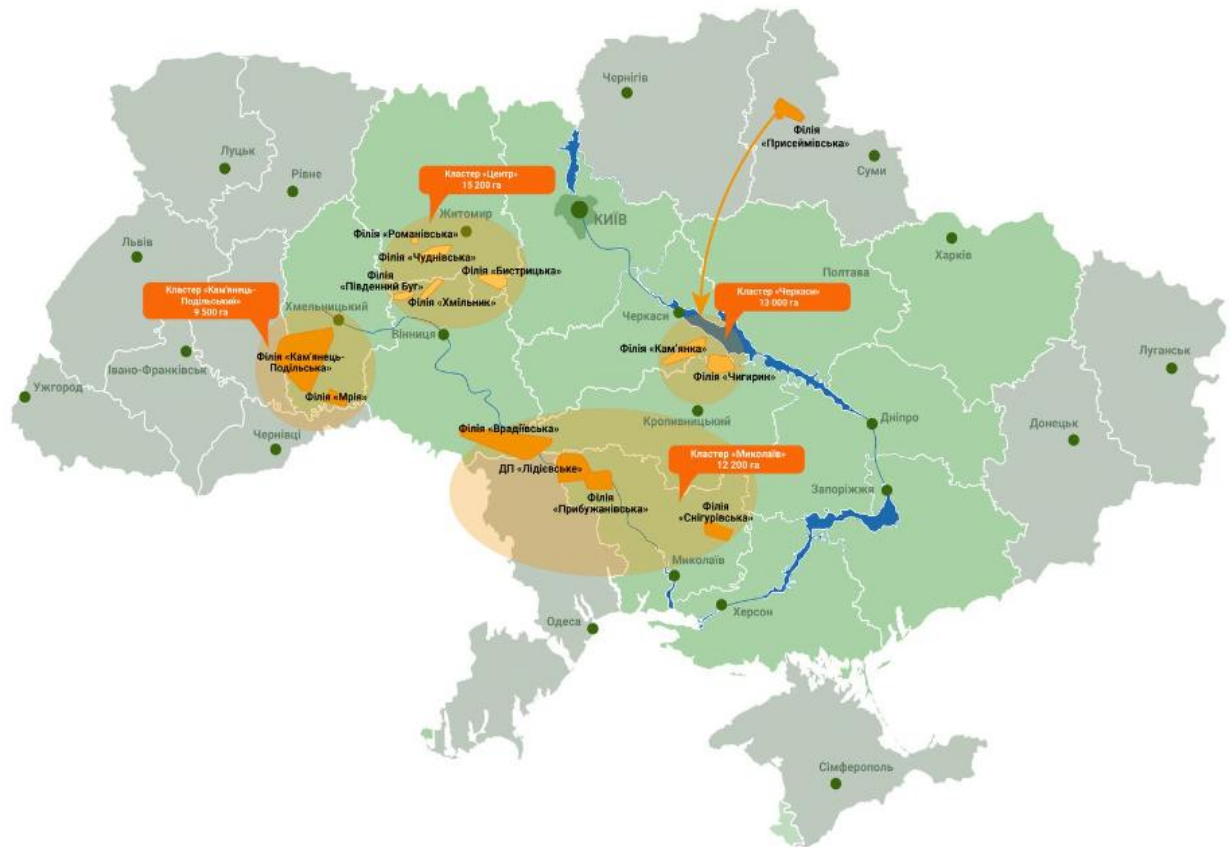 Чернігів
Філія
«Присеймівська»
Суми
Луцьк
Рівне
Кластер «Центр»
15 200 га
Житомир
КИЇВ
Філія «Романівська»
Філія «Чуднівська»
Філія «Бистрицька»
Філія
«Південний Буг»
Філія «Хмільник»
Львів
Харків
Полтава
Кластер «Кам'янець-
Подільський»
9 500 га
Хмельницький
Вінниця
Кластер «Черкаси»
13 000 га
Черкаси
Філія «Кам'янка»
Філія «Чигирин»
Філія «Кам'янець-
Подільська»
Філія «Мрія»
Івано-Франківськ
Ужгород
Чернівці
Луганськ
Кропивницький
Дніпро
Донецьк
Філія «Врадіївська»
ДП «Лідієвське»
Філія
«Прибужанівська»
Кластер «Миколаїв»
12 200 га
Філія
«Снігурівська»
Запоріжжя
Миколаїв
Херсон
Одеса
Сімферополь